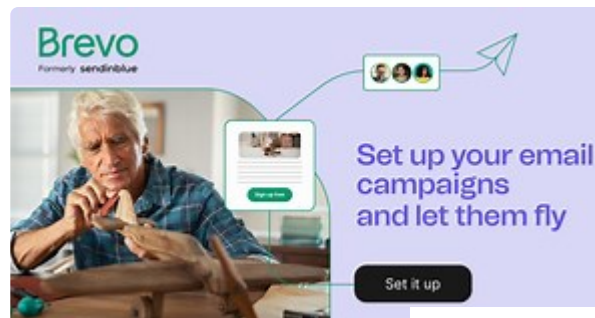 Brevo
Formerly sendinblue
Sign up free
Set up your email
campaigns
and let them fly
Set it up